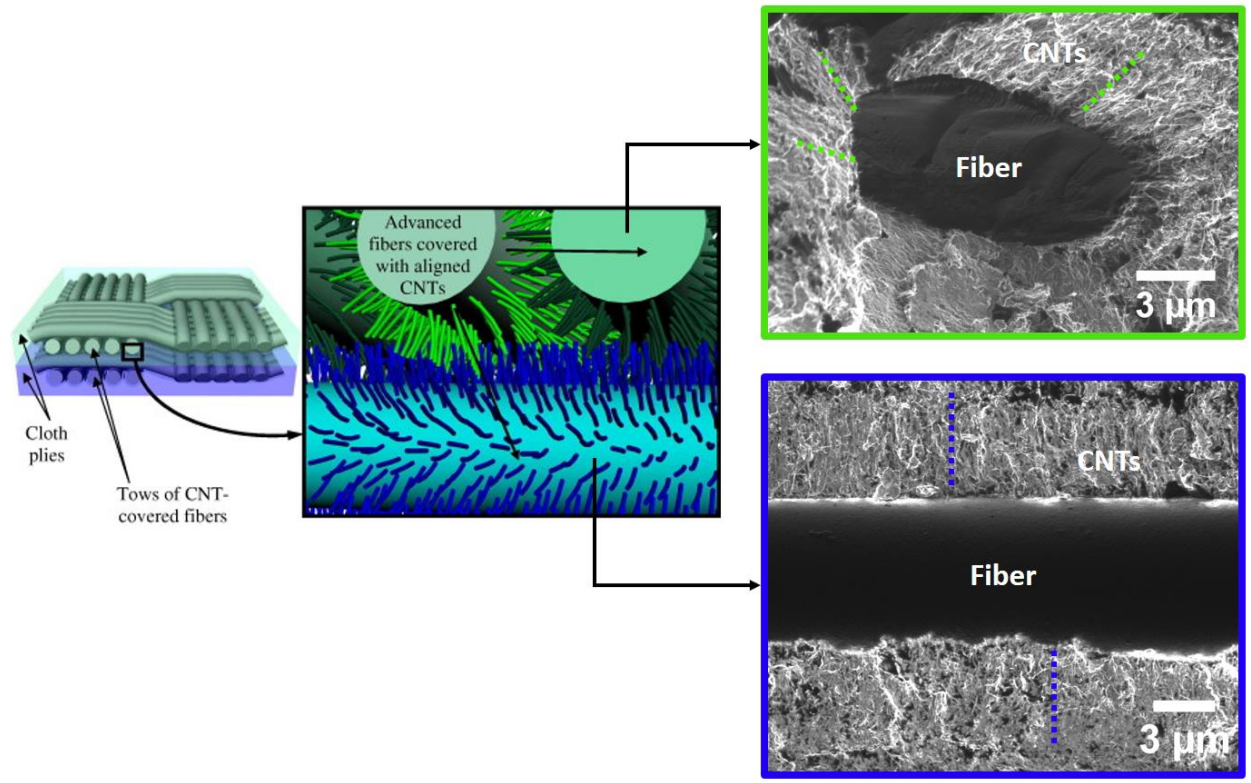 Cloth
plies
Tows of CNT-
covered fibers
Advanced
fibers covered
with aligned
CNTs
CNTs
Fiber
3 μm
CNTs
Fiber
3 μm